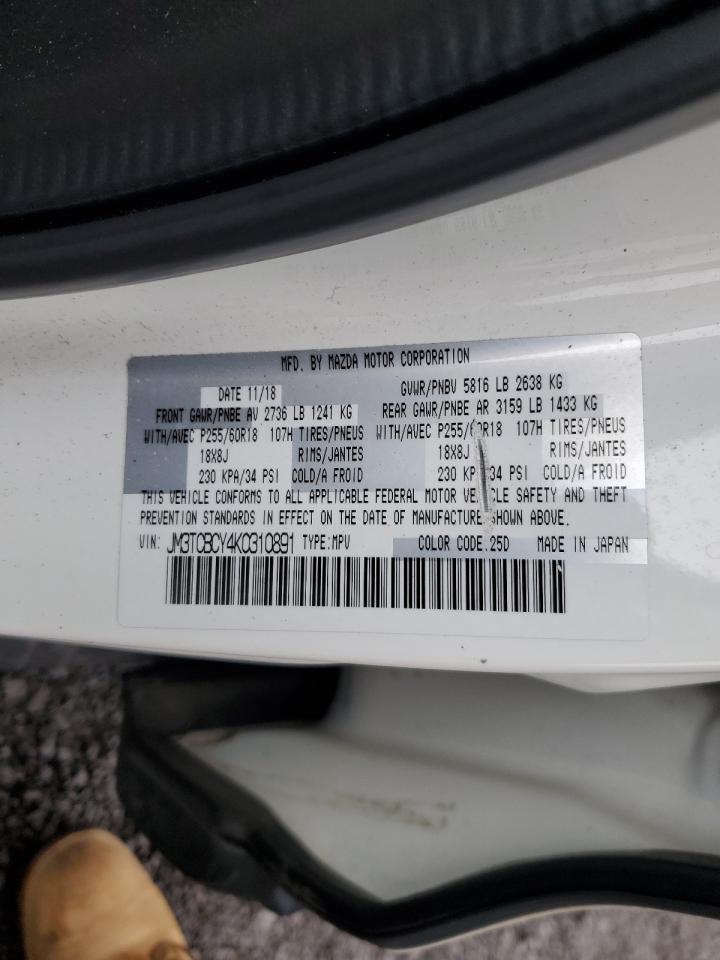 MFD. BY MAZDA MOTOR CORPORATION
DATE 11/18 GVWR/PNBV 5816 LB 2638 KG
FRONT GAWR/PNBE AV 2736 LB 1241 KG REAR GAWR/PNBE AR 3159 LB 1433 KG
WITH/AVEC P255/60R18 107H TIRES/PNEUS WITH/AVEC P255/60R18 107H TIRES/PNEUS
18X8J RIMS/JANTES 18X8J RIMS/JANTES
230 KPA/34 PSI COLD/A FROID 230 KPA/34 PSI COLD/A FROID
THIS VEHICLE CONFORMS TO ALL APPLICABLE FEDERAL MOTOR VEHICLE SAFETY AND THEFT
PREVENTION STANDARDS IN EFFECT ON THE DATE OF MANUFACTURE SHOWN ABOVE.
VIN: JM3TCBCY4K0310891 TYPE:MPV COLOR CODE.25D MADE IN JAPAN